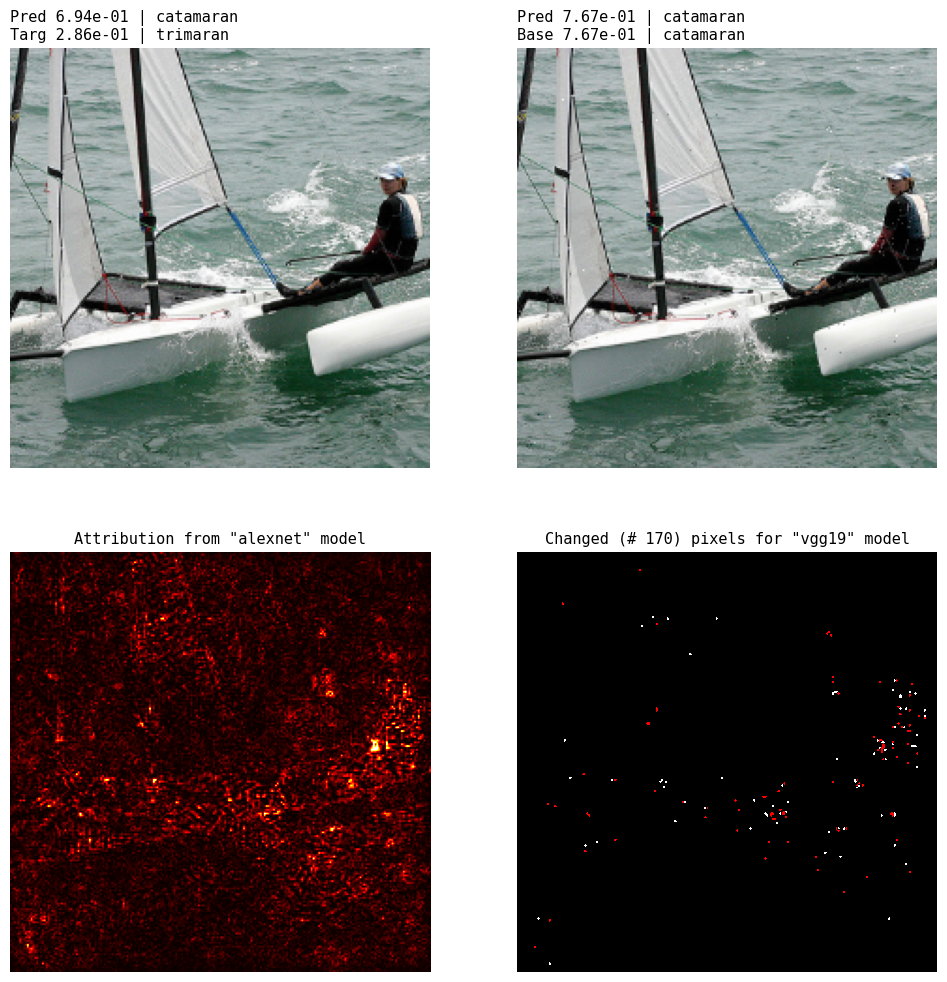 Pred 6.94e-01 | catamaran
Targ 2.86e-01 | trimaran
Pred 7.67e-01 | catamaran
Base 7.67e-01 | catamaran
Attribution from "alexnet" model
Changed (# 170) pixels for "vgg19" model